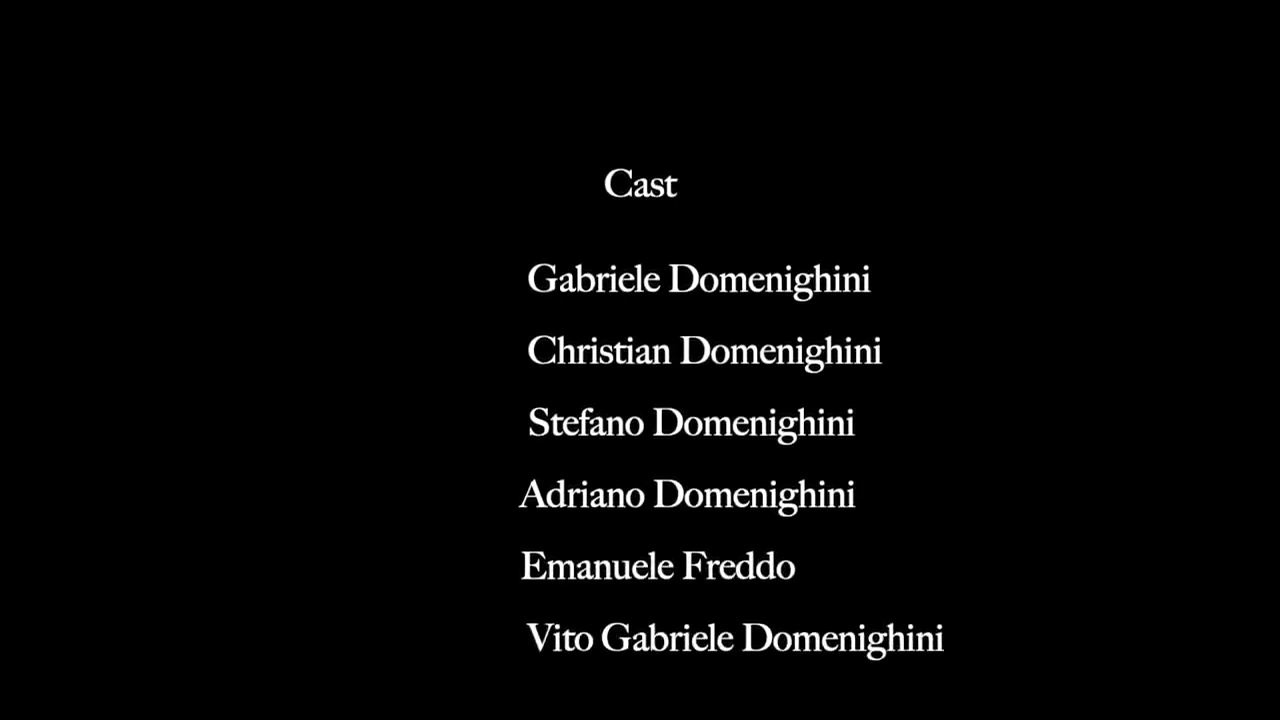 Cast
Gabriele Domenighini
Christian Domenighini
Stefano Domenighini
Adriano Domenighini
Emanuele Freddo
Vito Gabriele Domenighini